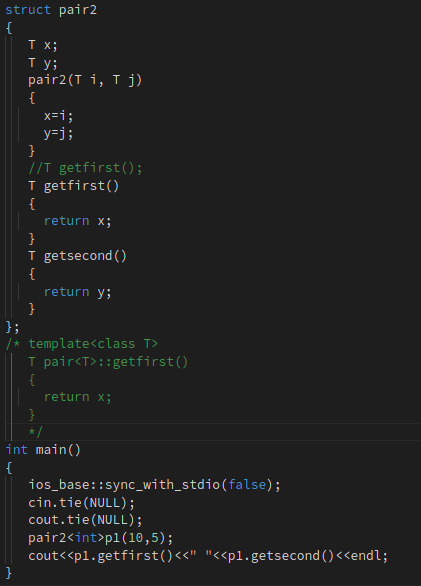 struct pair2
{
T x;
T y;
pair2(T i, T j)
{
x=i;
y=j;
}
//T getfirst();
T getfirst()
{
return x;
}
T getsecond()
{
return y;
}
};
/* template<class T>
T pair<T>::getfirst()
{
return x;
}
*/
int main()
{
ios_base::sync_with_stdio(false);
cin.tie(NULL);
cout.tie(NULL);
pair2<int>p1(10,5);
cout<<p1.getfirst()<<" "<<p1.getsecond()<<endl;
}